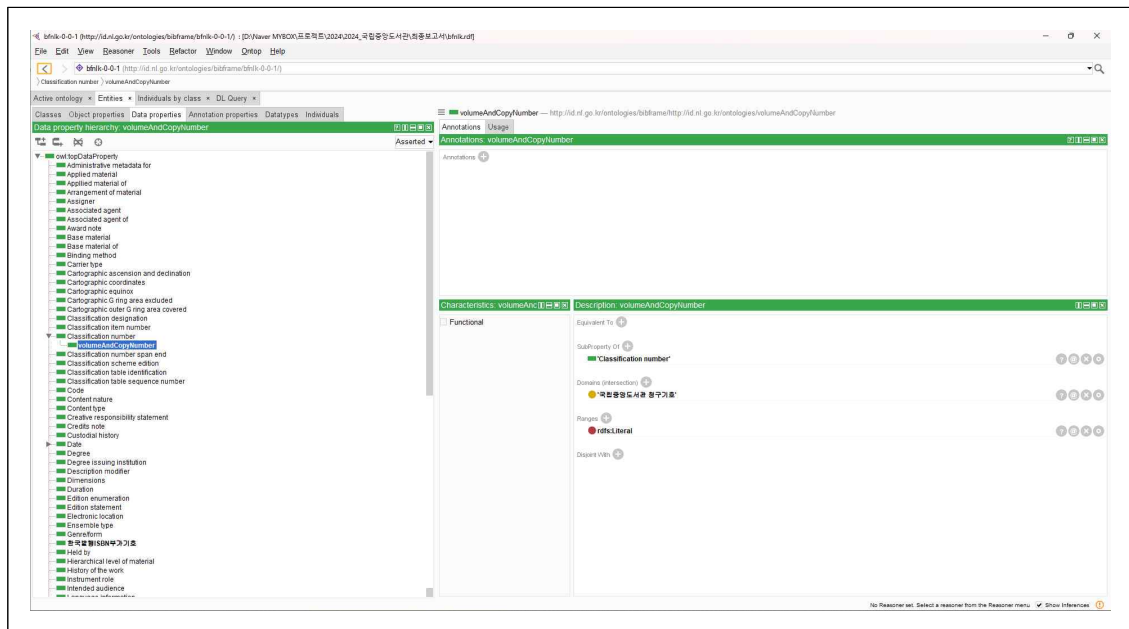 bfnlk-0-0-1 (http://id.nl.go.kr/ontologies/bibframe/bfnlk-0-0-1/) : [D:\Naver MYBOX\프로젝트\2024\2024_국립중앙도서관\최종보고서\bfnlk.rdf]
File Edit View Reasoner Tools Refactor Window Ontop Help
bfnlk-0-0-1 (http://id.nl.go.kr/ontologies/bibframe/bfnlk-0-0-1/)
Classification number volumeAndCopyNumber
Active ontology × Entities × Individuals by class × DL Query ×
Classes Object properties Data properties Annotation properties Datatypes Individuals
Data property hierarchy: volumeAndCopyNumber
Asserted
owl:topDataProperty
Administrative metadata for
Applied material
Appllied material of
Arrangement of material
Assigner
Associated agent
Associated agent of
Award note
Base material
Base material of
Binding method
Carrier type
Cartographic ascension and declination
Cartographic coordinates
Cartographic equinox
Cartographic G ring area excluded
Cartographic outer G ring area covered
Classification designation
Classification item number
Classification number
volumeAndCopyNumber
Classification number span end
Classification scheme edition
Classification table identification
Classification table sequence number
Code
Content nature
Content type
Creative responsibility statement
Credits note
Custodial history
Date
Degree
Degree issuing institution
Description modifier
Dimensions
Duration
Edition enumeration
Edition statement
Electronic location
Ensemble type
Genre/form
한국발행ISBN부가기호
Held by
Hierarchical level of material
History of the work
Instrument role
Intended audience
Language information
volumeAndCopyNumber — http://id.nl.go.kr/ontologies/bibframe/http://id.nl.go.kr/ontologies/volumeAndCopyNumber
Annotations Usage
Annotations: volumeAndCopyNumber
Annotations
Characteristics: volumeAnc
Functional
Description: volumeAndCopyNumber
Equivalent To
SubProperty Of
'Classification number'
Domains (intersection)
'국립중앙도서관 청구기호'
Ranges
rdfs:Literal
Disjoint With
No Reasoner set. Select a reasoner from the Reasoner menu Show Inferences